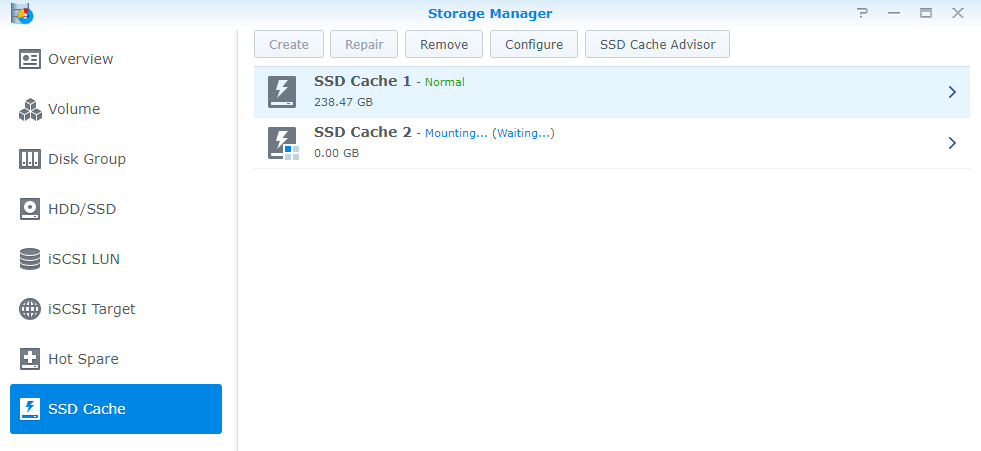 Storage Manager
Overview
Volume
Disk Group
HDD/SSD
iSCSI LUN
iSCSI Target
Hot Spare
SSD Cache
Create Repair Remove Configure SSD Cache Advisor
SSD Cache 1 - Normal
238.47 GB
SSD Cache 2 - Mounting... (Waiting...)
0.00 GB